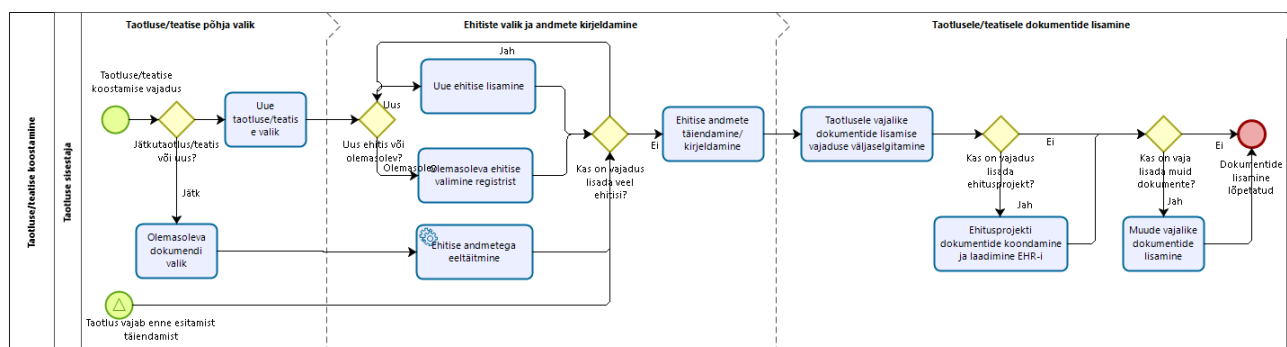 Taotluse/teatise koostamine
Taotluse sisestaja
Taotluse/teatise põhja valik
Ehitiste valik ja andmete kirjeldamine
Taotlusele/teatisele dokumentide lisamine
Taotluse/teatise
koostamise vajadus
Jätkutaotlus/teatis
või uus?
Uue
taotluse/teatis
e valik
Jätk
Olemasoleva
dokumendi
valik
Taotlus vajab enne esitamist
täiendamist
Uus ehitis või
olemasolev?
Uus
Olemasolev
Jah
Uue ehitise lisamine
Olemasoleva ehitise
valimine registrist
Ehitise andmetega
eeltäitmine
Kas on vajadus
lisada veel
ehitisi?
Ei
Ehitise andmete
täiendamine/
kirjeldamine
Taotlusele vajalike
dokumentide lisamise
vajaduse väljaselgitamine
Kas on vajadus
lisada
ehitusprojekt?
Ei
Jah
Ehitusprojekti
dokumentide koondamine
ja laadimine EHR-i
Kas on vaja
lisada muid
dokumente?
Ei
Jah
Muude vajalike
dokumentide
lisamine
Dokumentide
lisamine
lõpetatud